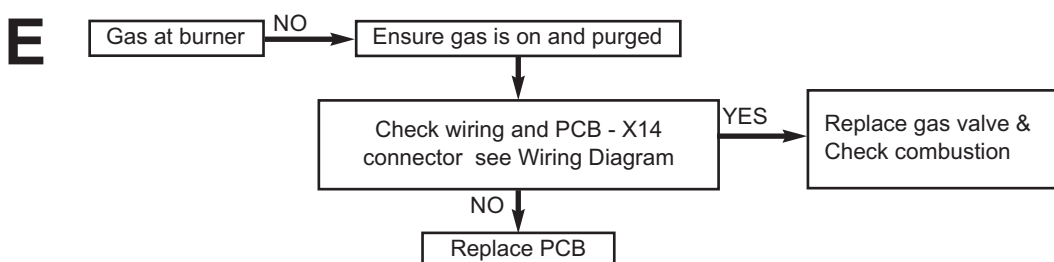 E
Gas at burner
NO
Ensure gas is on and purged
Check wiring and PCB - X14
connector see Wiring Diagram
YES
Replace gas valve &
Check combustion
NO
Replace PCB